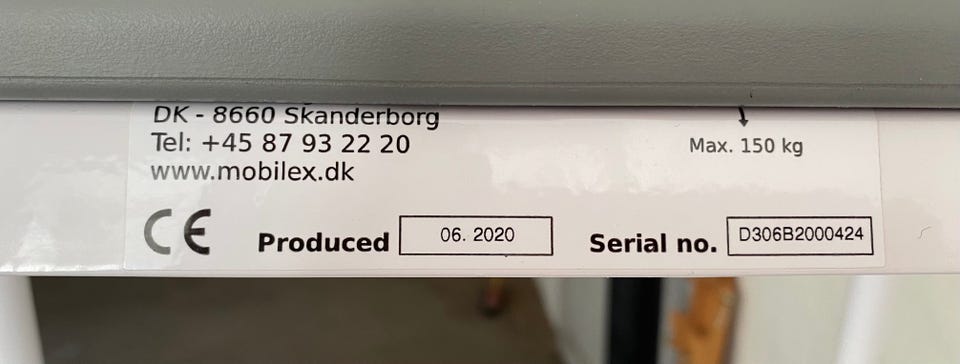 DK - 8660 Skanderborg
Tel: +45 87 93 22 20
www.mobilex.dk
Max. 150 kg
CE Produced 06. 2020 Serial no. D306B2000424